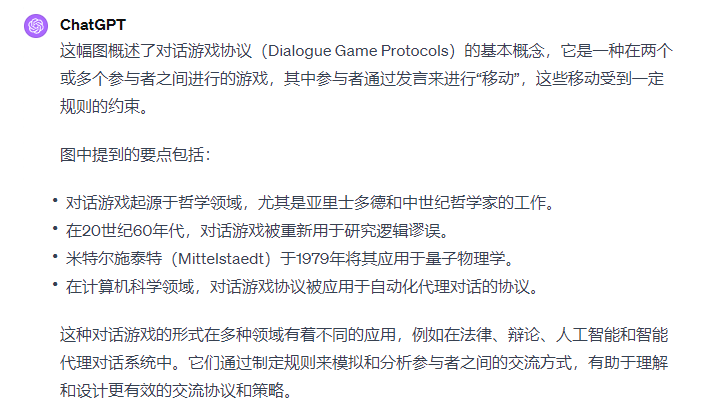 ChatGPT
这幅图概述了对话游戏协议（Dialogue Game Protocols）的基本概念，它是一种在两个
或多个参与者之间进行的游戏，其中参与者通过发言来进行“移动”，这些移动受到一定
规则的约束。
图中提到的要点包括：
• 对话游戏起源于哲学领域，尤其是亚里士多德和中世纪哲学家的工作。
• 在20世纪60年代，对话游戏被重新用于研究逻辑谬误。
• 米特尔施泰特（Mittelstaedt）于1979年将其应用于量子物理学。
• 在计算机科学领域，对话游戏协议被应用于自动化代理对话的协议。
这种对话游戏的形式在多种领域有着不同的应用，例如在法律、辩论、人工智能和智能
代理对话系统中。它们通过制定规则来模拟和分析参与者之间的交流方式，有助于理解
和设计更有效的交流协议和策略。